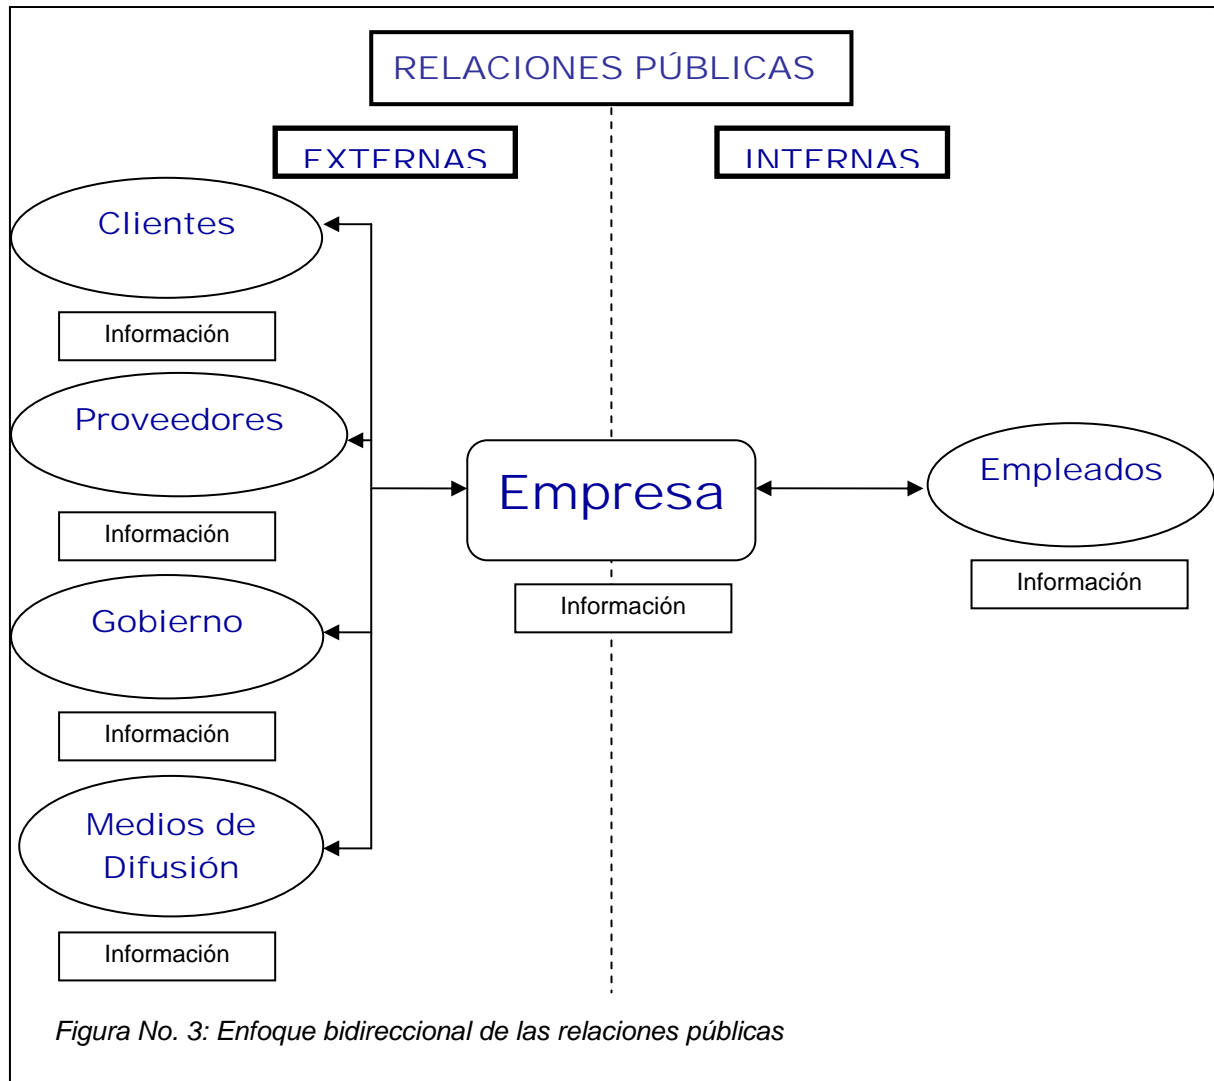 RELACIONES PÚBLICAS
EXTERNAS
INTERNAS
Clientes
Información
Proveedores
Información
Gobierno
Información
Medios de
Difusión
Información
Empresa
Información
Empleados
Información
Figura No. 3: Enfoque bidireccional de las relaciones públicas